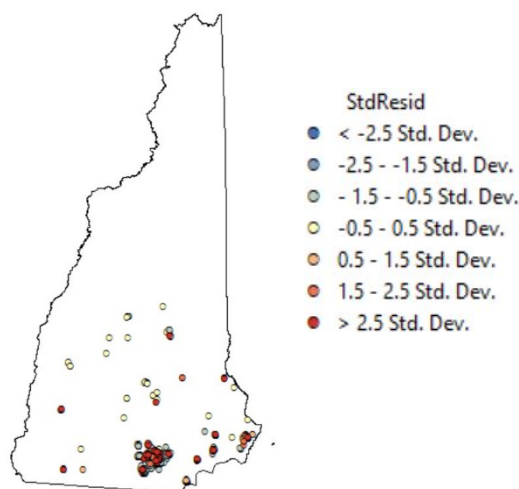 StdResid
< -2.5 Std. Dev.
-2.5 - -1.5 Std. Dev.
- 1.5 - -0.5 Std. Dev.
-0.5 - 0.5 Std. Dev.
0.5 - 1.5 Std. Dev.
1.5 - 2.5 Std. Dev.
> 2.5 Std. Dev.